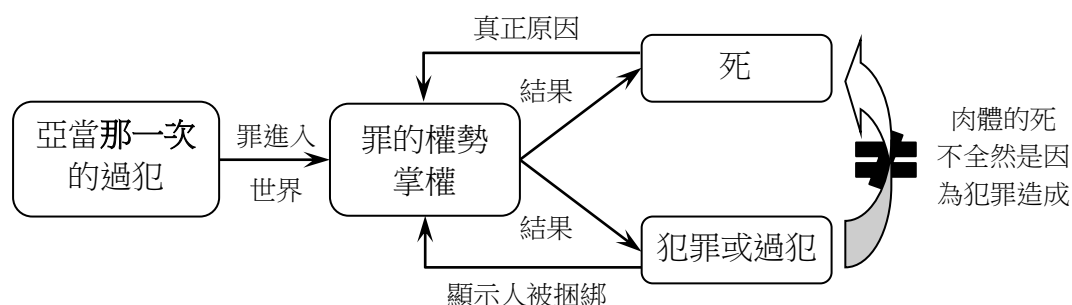 真正原因
死
結果
亞當那一次
的過犯
罪進入
世界
罪的權勢
掌權
結果
犯罪或過犯
顯示人被捆綁
肉體的死
不全然是因
為犯罪造成